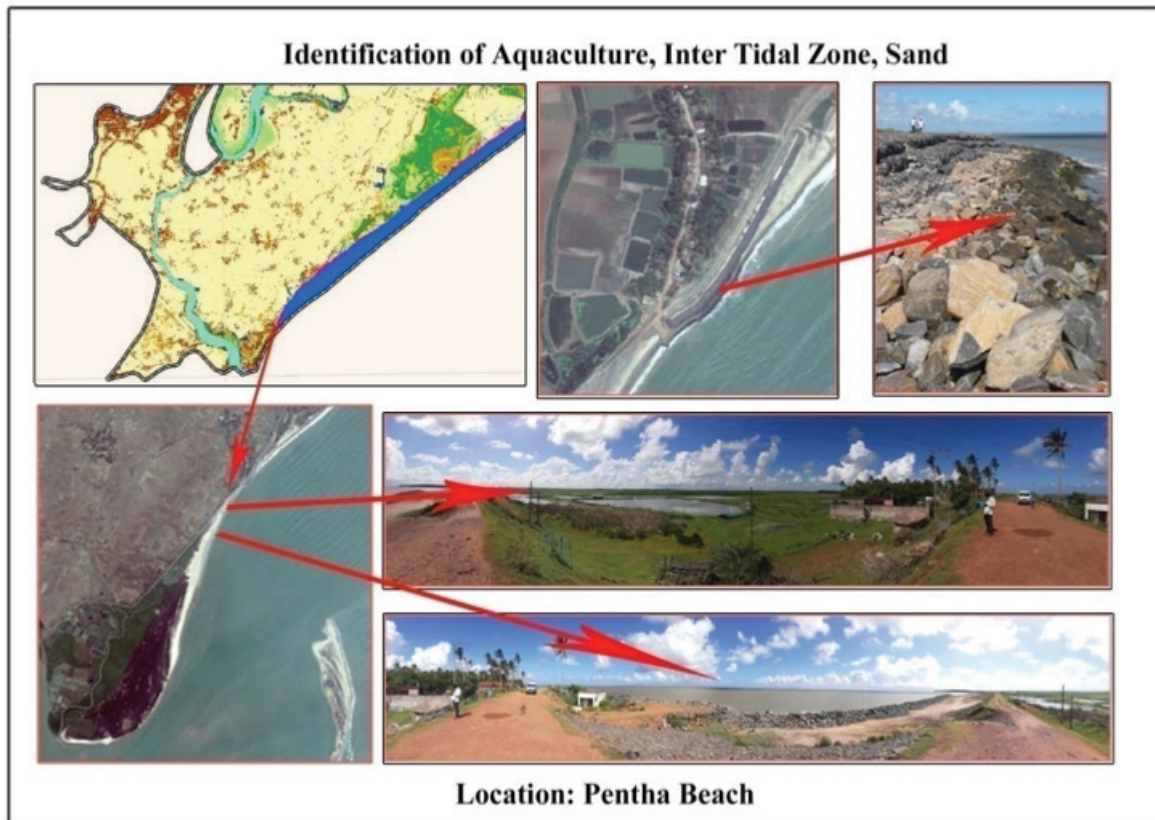 Identification of Aquaculture, Inter Tidal Zone, Sand
Location: Pentha Beach